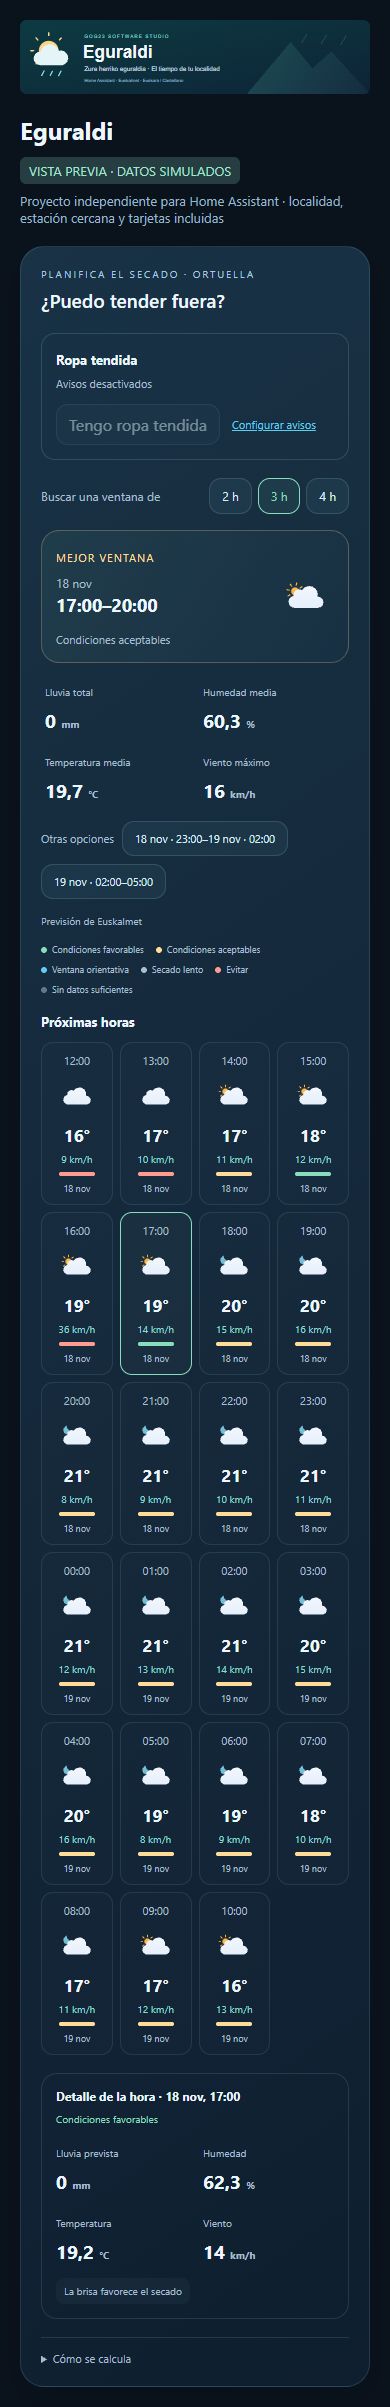 GOG23 SOFTWARE STUDIO
Eguraldi
Zure herriko eguraldia · El tiempo de tu localidad
Home Assistant · Euskalmet · Euskara / Castellano
Eguraldi
VISTA PREVIA · DATOS SIMULADOS
Proyecto independiente para Home Assistant · localidad,
estación cercana y tarjetas incluidas
PLANIFICA EL SECADO · ORTUELLA
¿Puedo tender fuera?
Ropa tendida
Avisos desactivados
Tengo ropa tendida Configurar avisos
Buscar una ventana de 2 h 3 h 4 h
MEJOR VENTANA
18 nov
17:00–20:00
Condiciones aceptables
Lluvia total Humedad media
0 mm 60,3 %
Temperatura media Viento máximo
19,7 °C 16 km/h
Otras opciones 18 nov · 23:00–19 nov · 02:00
19 nov · 02:00–05:00
Previsión de Euskalmet
Condiciones favorables Condiciones aceptables
Ventana orientativa Secado lento Evitar
Sin datos suficientes
Próximas horas
12:00 13:00 14:00 15:00
16° 17° 17° 18°
9 km/h 10 km/h 11 km/h 12 km/h
18 nov 18 nov 18 nov 18 nov
16:00 17:00 18:00 19:00
19° 19° 20° 20°
36 km/h 14 km/h 15 km/h 16 km/h
18 nov 18 nov 18 nov 18 nov
20:00 21:00 22:00 23:00
21° 21° 21° 21°
8 km/h 9 km/h 10 km/h 11 km/h
18 nov 18 nov 18 nov 18 nov
00:00 01:00 02:00 03:00
21° 21° 21° 20°
12 km/h 13 km/h 14 km/h 15 km/h
19 nov 19 nov 19 nov 19 nov
04:00 05:00 06:00 07:00
20° 19° 19° 18°
16 km/h 8 km/h 9 km/h 10 km/h
19 nov 19 nov 19 nov 19 nov
08:00 09:00 10:00
17° 17° 16°
11 km/h 12 km/h 13 km/h
19 nov 19 nov 19 nov
Detalle de la hora · 18 nov, 17:00
Condiciones favorables
Lluvia prevista Humedad
0 mm 62,3 %
Temperatura Viento
19,2 °C 14 km/h
La brisa favorece el secado
Cómo se calcula